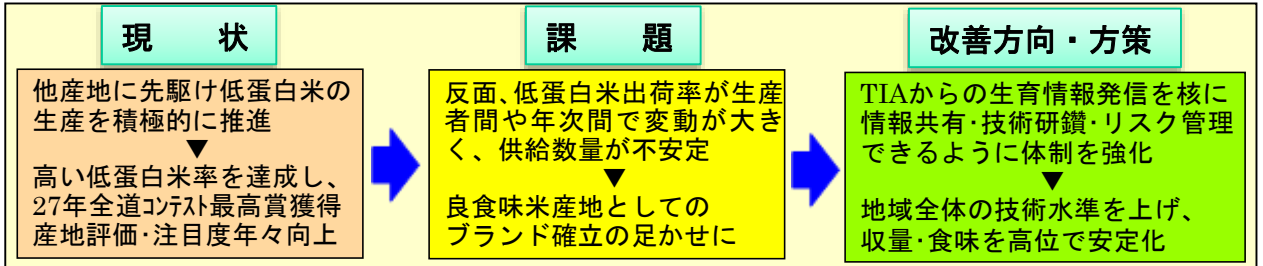 現　状
他産地に先駆け低蛋白米の
生産を積極的に推進
▼
高い低蛋白米率を達成し、
27年全道ｺﾝﾃｽﾄ最高賞獲得
産地評価･注目度年々向上
課　題
反面、低蛋白米出荷率が生産
者間や年次間で変動が大き
く、供給数量が不安定
▼
良食味米産地としての
ブランド確立の足かせに
改善方向・方策
TIAからの生育情報発信を核に
情報共有･技術研鑽･リスク管理
できるように体制を強化
▼
地域全体の技術水準を上げ、
収量･食味を高位で安定化